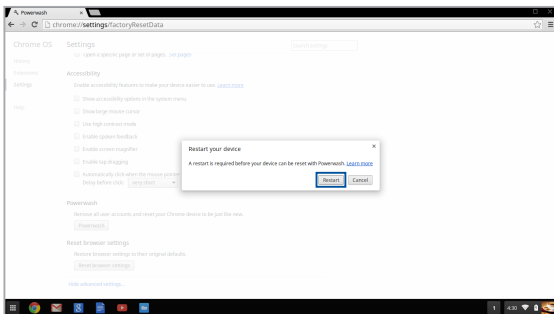 Powerwash
chrome://settings/factoryResetData
Chrome OS
Settings
Search settings
Open a specific page or set of pages. Set pages
History
Extensions
Accessibility
Settings
Enable accessibility features to make your device easier to use. Learn more
Show accessibility options in the system menu
Help
Show large mouse cursor
Use high contrast mode
Enable spoken feedback
Enable screen magnifier
Enable tap dragging
Automatically click when the mouse pointer
Delay before click: very short
Restart your device
A restart is required before your device can be reset with Powerwash. Learn more
Restart
Cancel
Powerwash
Remove all user accounts and reset your Chrome device to be just like new.
Powerwash
Reset browser settings
Restore browser settings to their original defaults.
Reset browser settings
Hide advanced settings...
1 4:30